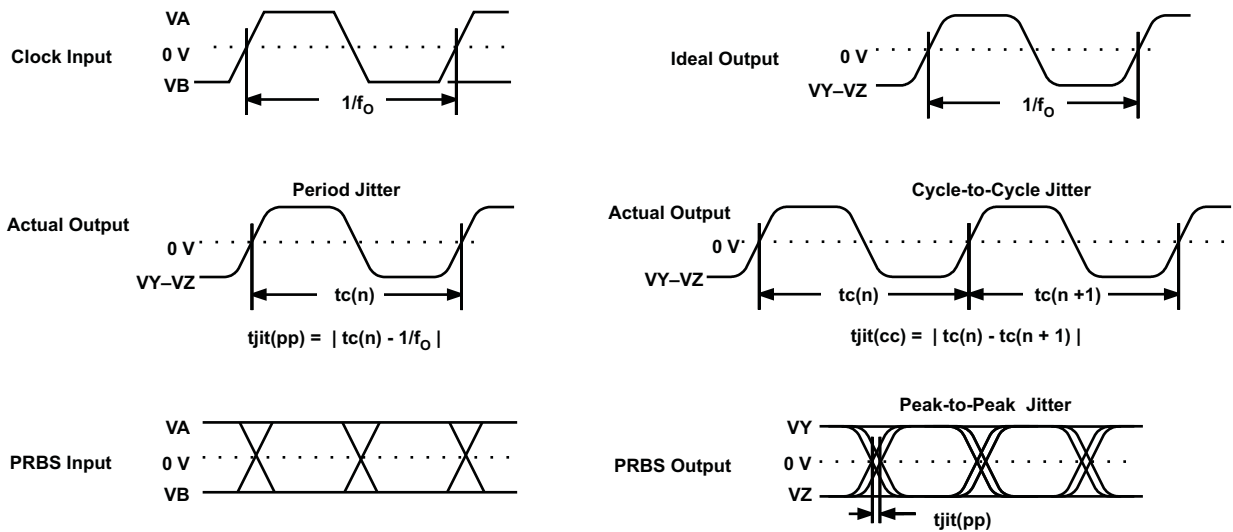 VA
Clock Input
0 V
VB
1/fO
Ideal Output
0 V
VY–VZ
1/fO
Period Jitter
Actual Output
0 V
VY–VZ
tc(n)
tjit(pp) = | tc(n) - 1/fO |
Cycle-to-Cycle Jitter
Actual Output
0 V
VY–VZ
tc(n)
tc(n +1)
tjit(cc) = | tc(n) - tc(n + 1) |
VA
PRBS Input
0 V
VB
Peak-to-Peak Jitter
VY
PRBS Output
0 V
VZ
tjit(pp)